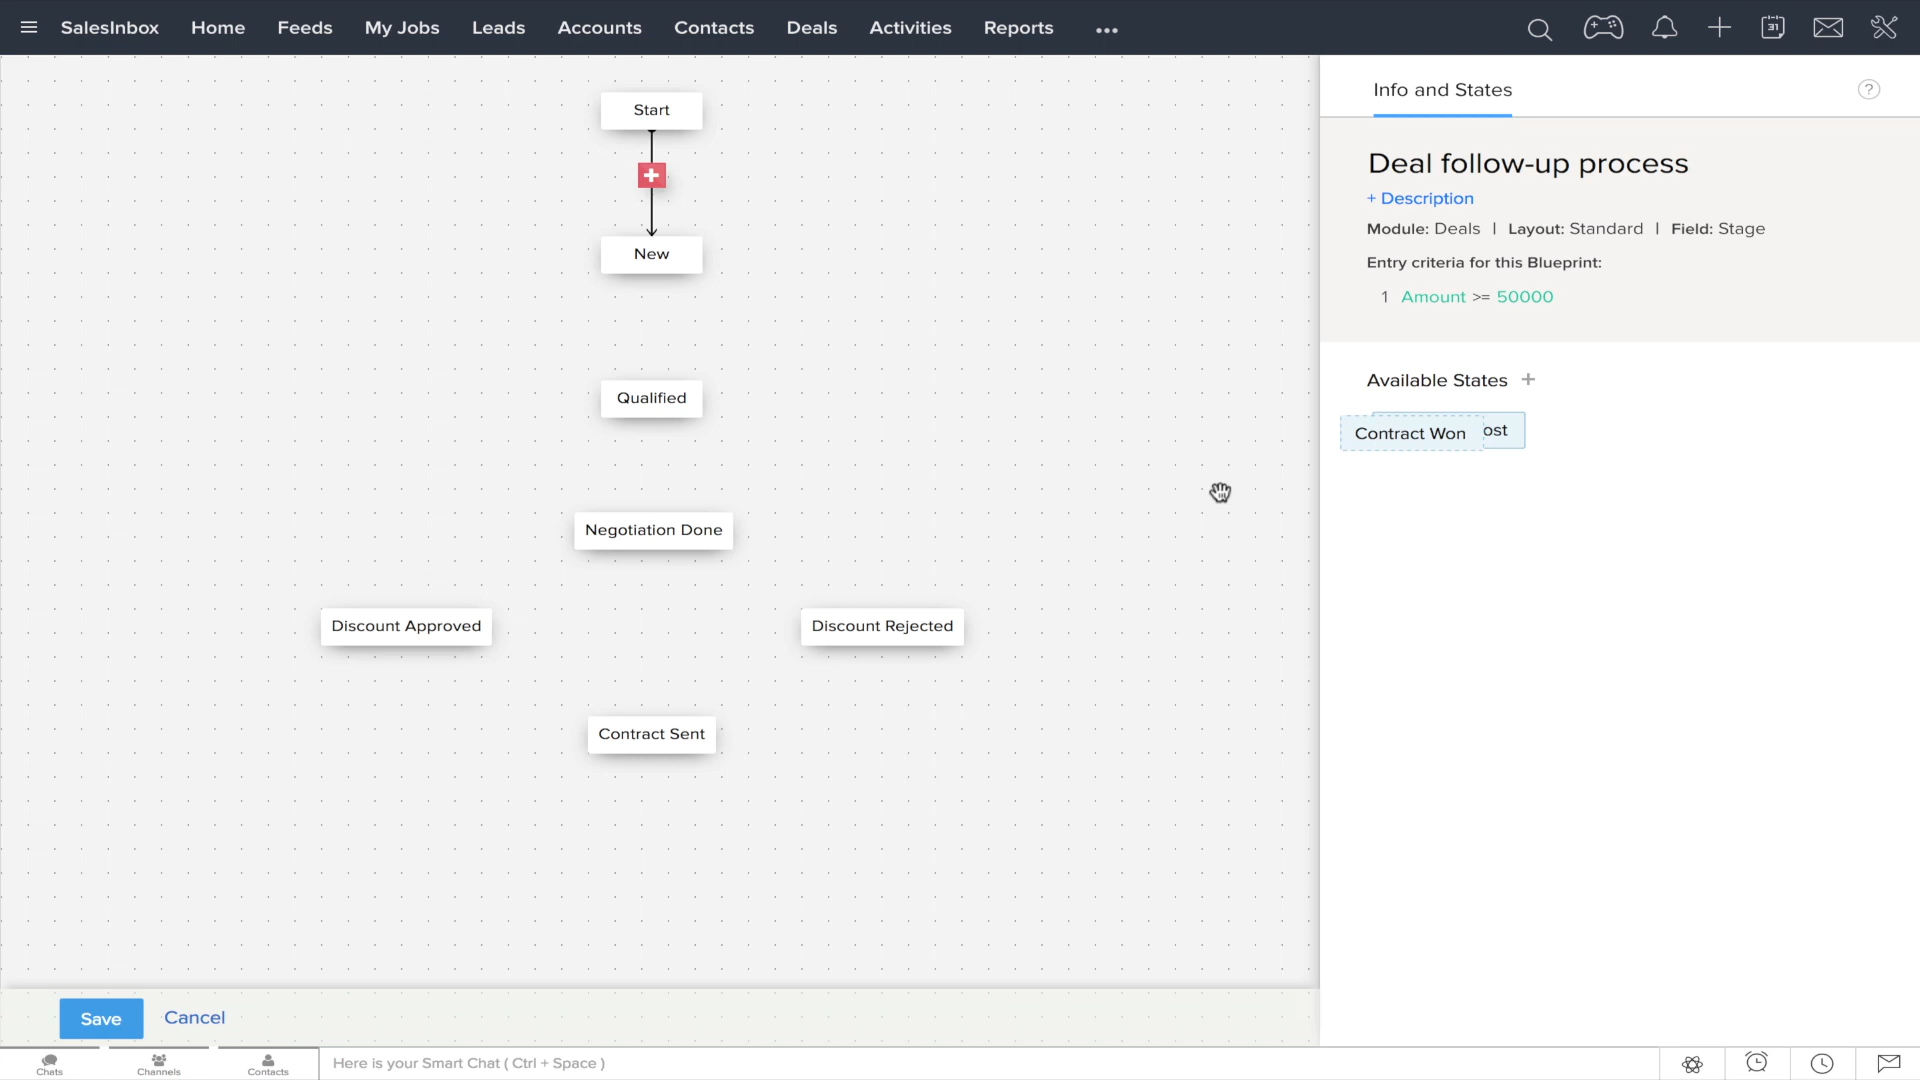 SalesInbox Home Feeds My Jobs Leads Accounts Contacts Deals Activities Reports •••
31
Start
New
Qualified
Negotiation Done
Discount Approved
Discount Rejected
Contract Sent
Info and States
?
Deal follow-up process
+ Description
Module: Deals | Layout: Standard | Field: Stage
Entry criteria for this Blueprint:
1 Amount >= 50000
Available States +
Contract Won ost
Save Cancel
Chats Channels Contacts Here is your Smart Chat ( Ctrl + Space )